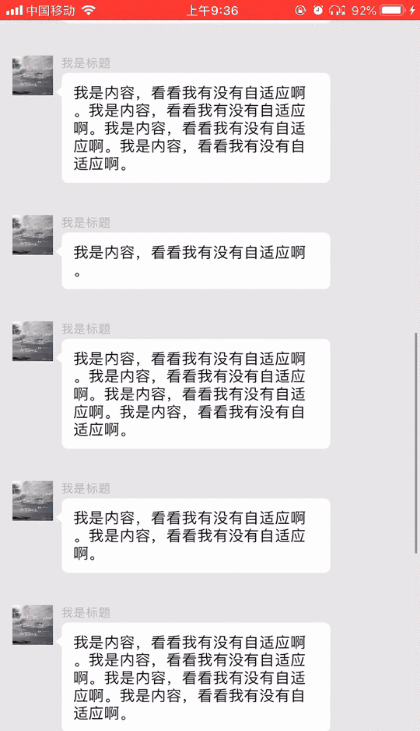 中国移动 上午9:36 92%
我是标题
我是内容，看看我有没有自适应啊
。我是内容，看看我有没有自适应
啊。我是内容，看看我有没有自适
应啊。我是内容，看看我有没有自
适应啊。
我是标题
我是内容，看看我有没有自适应啊
。
我是标题
我是内容，看看我有没有自适应啊
。我是内容，看看我有没有自适应
啊。我是内容，看看我有没有自适
应啊。我是内容，看看我有没有自
适应啊。
我是标题
我是内容，看看我有没有自适应啊
。我是内容，看看我有没有自适应
啊。
我是标题
我是内容，看看我有没有自适应啊
。我是内容，看看我有没有自适应
啊。我是内容，看看我有没有自适
应啊。我是内容，看看我有没有自
适应啊。